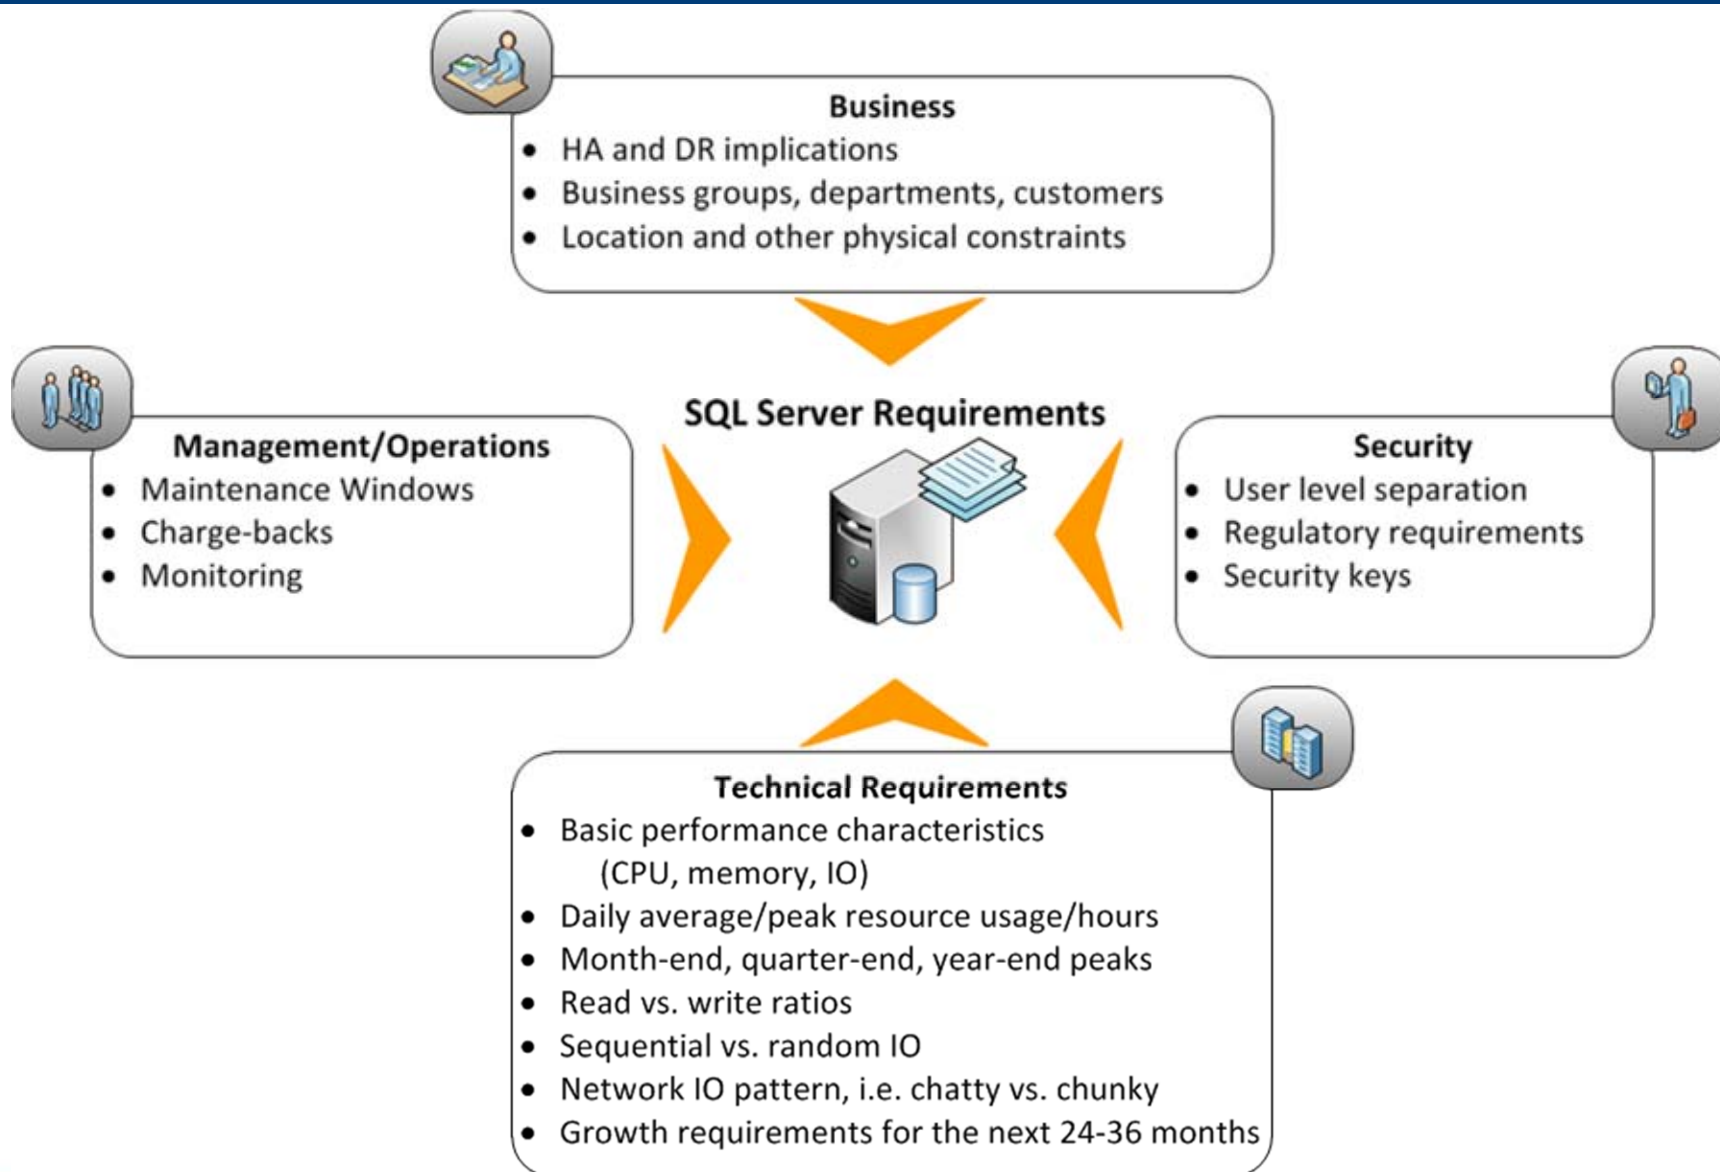 Business
• HA and DR implications
• Business groups, departments, customers
• Location and other physical constraints
SQL Server Requirements
Management/Operations
• Maintenance Windows
• Charge-backs
• Monitoring
Security
• User level separation
• Regulatory requirements
• Security keys
Technical Requirements
• Basic performance characteristics
(CPU, memory, IO)
• Daily average/peak resource usage/hours
• Month-end, quarter-end, year-end peaks
• Read vs. write ratios
• Sequential vs. random IO
• Network IO pattern, i.e. chatty vs. chunky
• Growth requirements for the next 24-36 months